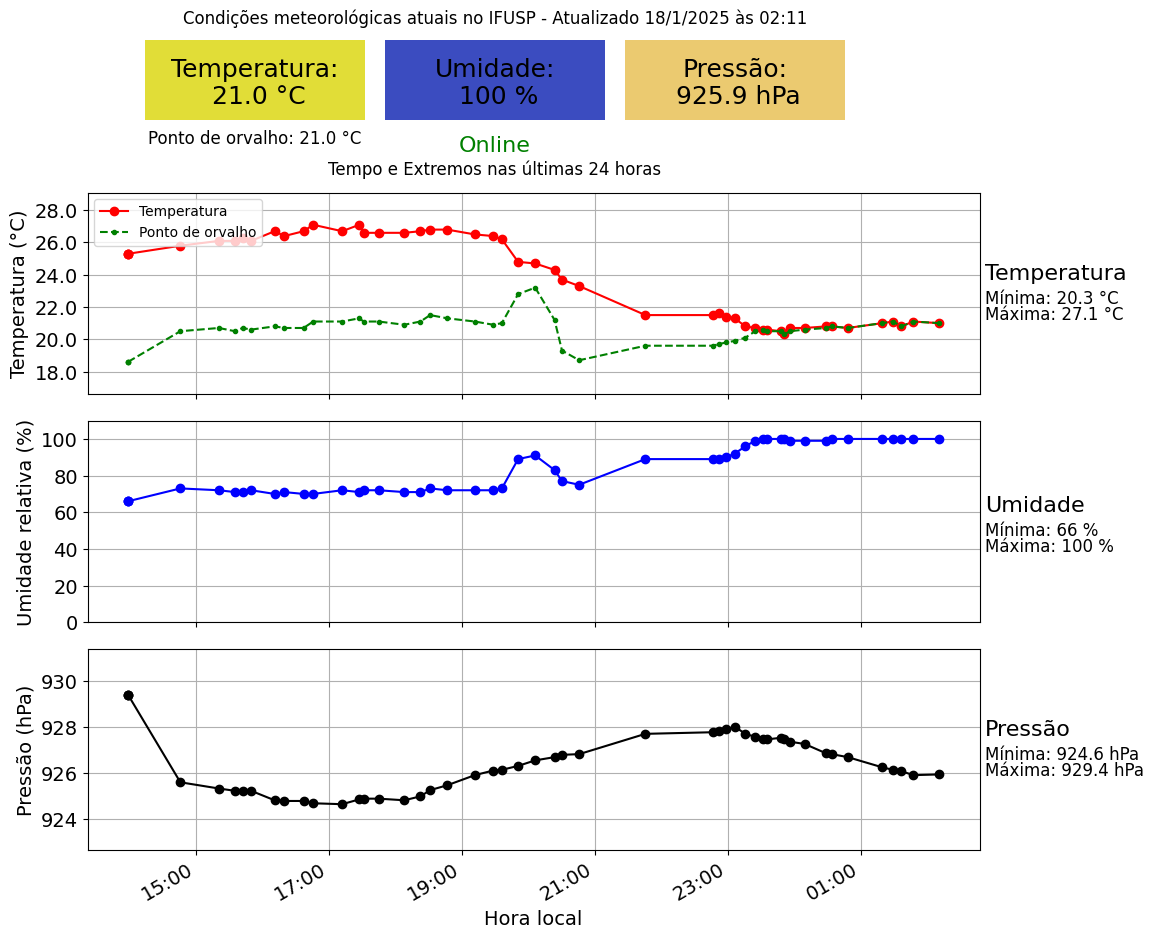 Condições meteorológicas atuais no IFUSP - Atualizado 18/1/2025 às 02:11
Temperatura:
21.0 °C
Umidade:
100 %
Pressão:
925.9 hPa
Ponto de orvalho: 21.0 °C
Online
Tempo e Extremos nas últimas 24 horas
Temperatura (°C)
28.0
26.0
24.0
22.0
20.0
18.0
Temperatura
Ponto de orvalho
Temperatura
Mínima: 20.3 °C
Máxima: 27.1 °C
Umidade relativa (%)
100
80
60
40
20
0
Umidade
Mínima: 66 %
Máxima: 100 %
Pressão (hPa)
930
928
926
924
Pressão
Mínima: 924.6 hPa
Máxima: 929.4 hPa
15:00
17:00
19:00
21:00
23:00
01:00
Hora local